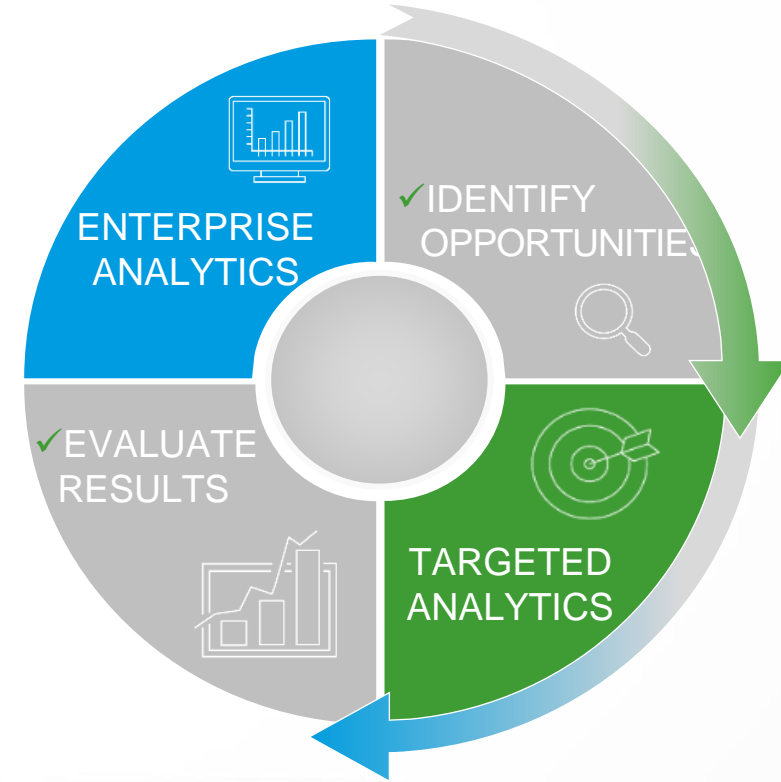 ENTERPRISE
ANALYTICS
✓IDENTIFY
OPPORTUNITIES
✓EVALUATE
RESULTS
TARGETED
ANALYTICS